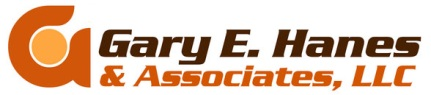 Gary E. Hanes
& Associates, LLC